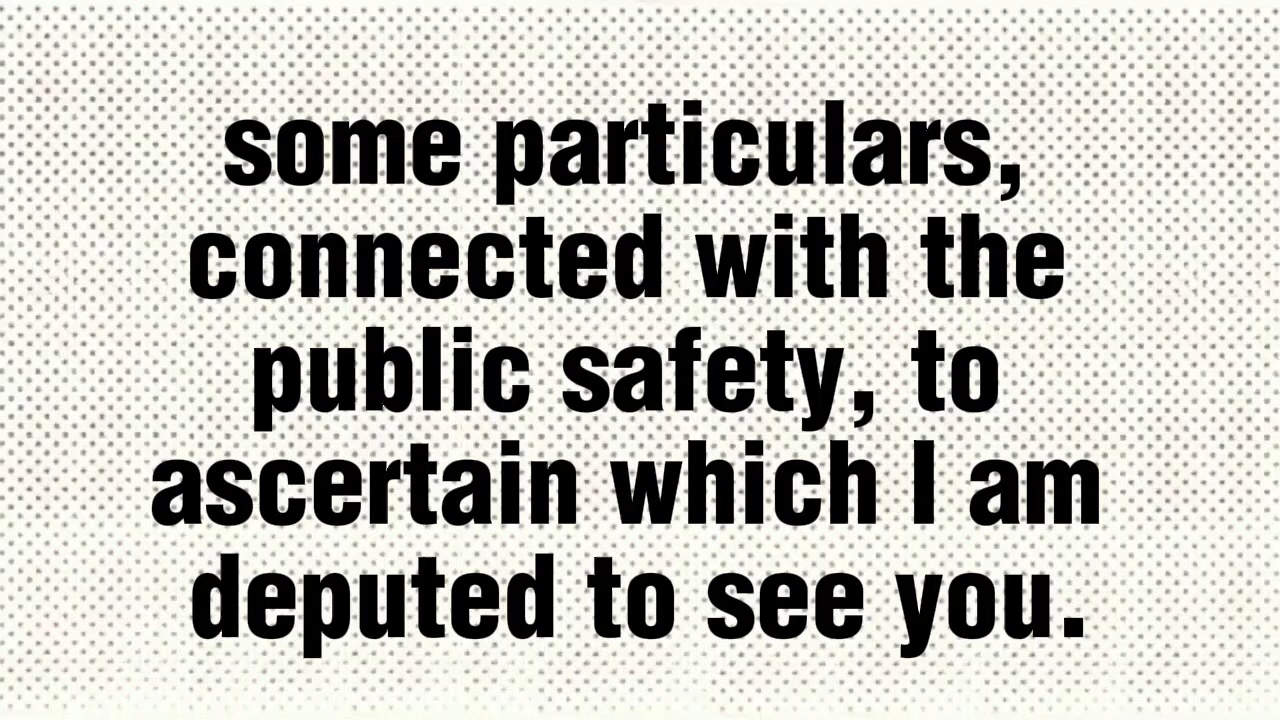 some particulars,
connected with the
public safety, to
ascertain which I am
deputed to see you.